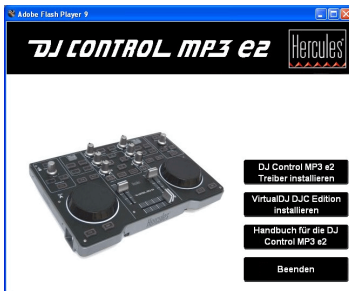 Adobe Flash Player 9
DJ CONTROL MP3 e2
Hercules
DJ Control MP3 e2
Treiber installieren
VirtualDJ DJC Edition
installieren
Handbuch für die DJ
Control MP3 e2
Beenden